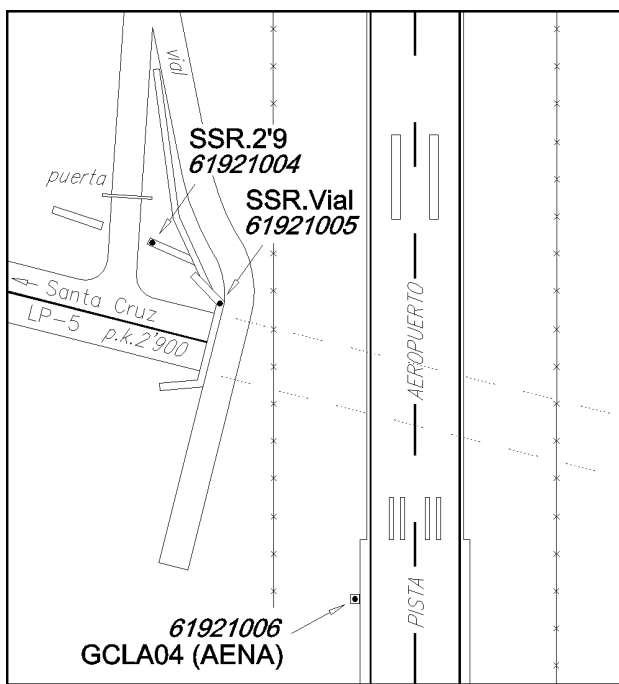 vial
SSR.2'9
61921004
puerta
SSR.Vial
61921005
Santa Cruz
LP-5 p.k.2'900
AEROPUERTO
PISTA
61921006
GCLA04 (AENA)